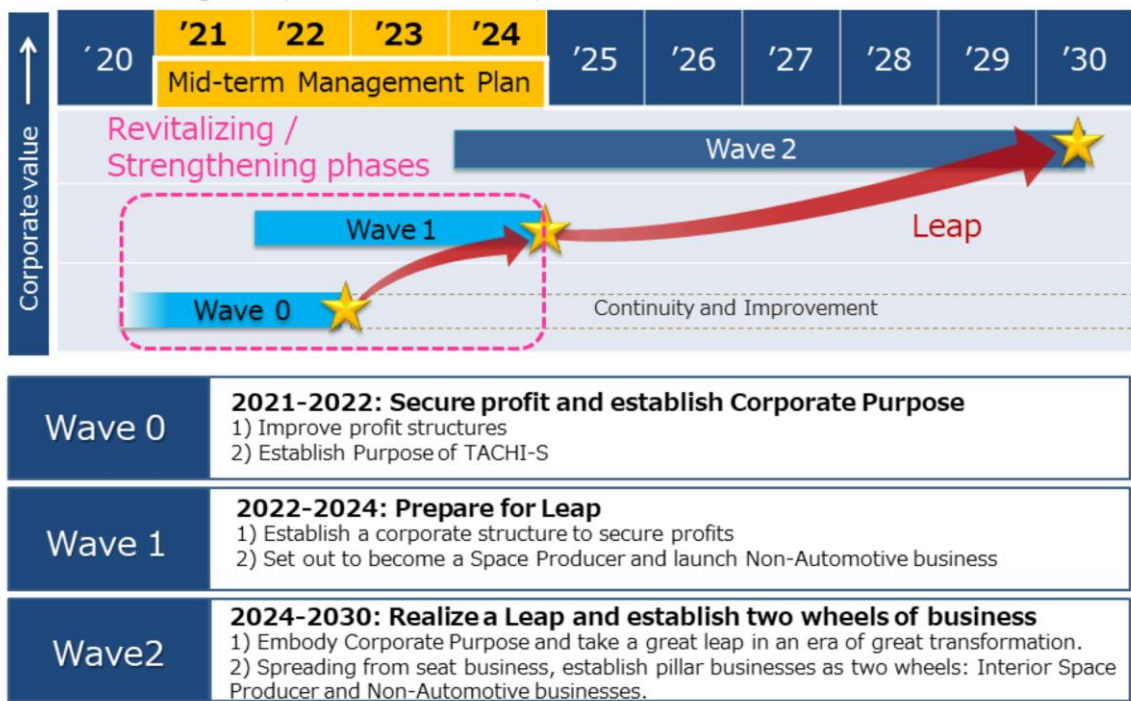 ´20
’21
’22
’23
’24
’25
’26
’27
’28
’29
’30
Mid-term Management Plan
Corporate value
Revitalizing /
Strengthening phases
Wave 2
Wave 1
Leap
Wave 0
Continuity and Improvement
Wave 0
2021-2022: Secure profit and establish Corporate Purpose
1) Improve profit structures
2) Establish Purpose of TACHI-S
Wave 1
2022-2024: Prepare for Leap
1) Establish a corporate structure to secure profits
2) Set out to become a Space Producer and launch Non-Automotive business
Wave2
2024-2030: Realize a Leap and establish two wheels of business
1) Embody Corporate Purpose and take a great leap in an era of great transformation.
2) Spreading from seat business, establish pillar businesses as two wheels: Interior Space
Producer and Non-Automotive businesses.